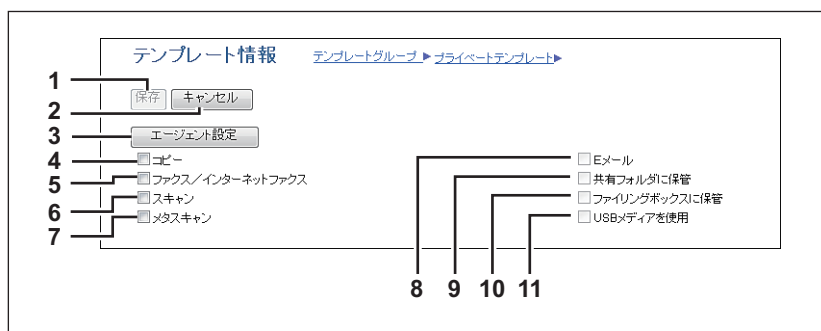 テンプレート情報 テンプレートグループ ▶ プライベートテンプレート▶
1 保存
2 キャンセル
3 エージェント設定
4 コピー
5 ファクス／インターネットファクス
6 スキャン
7 メタスキャン
Eメール
共有フォルダに保管
ファイリングボックスに保管
USBメディアを使用
8 9 10 11